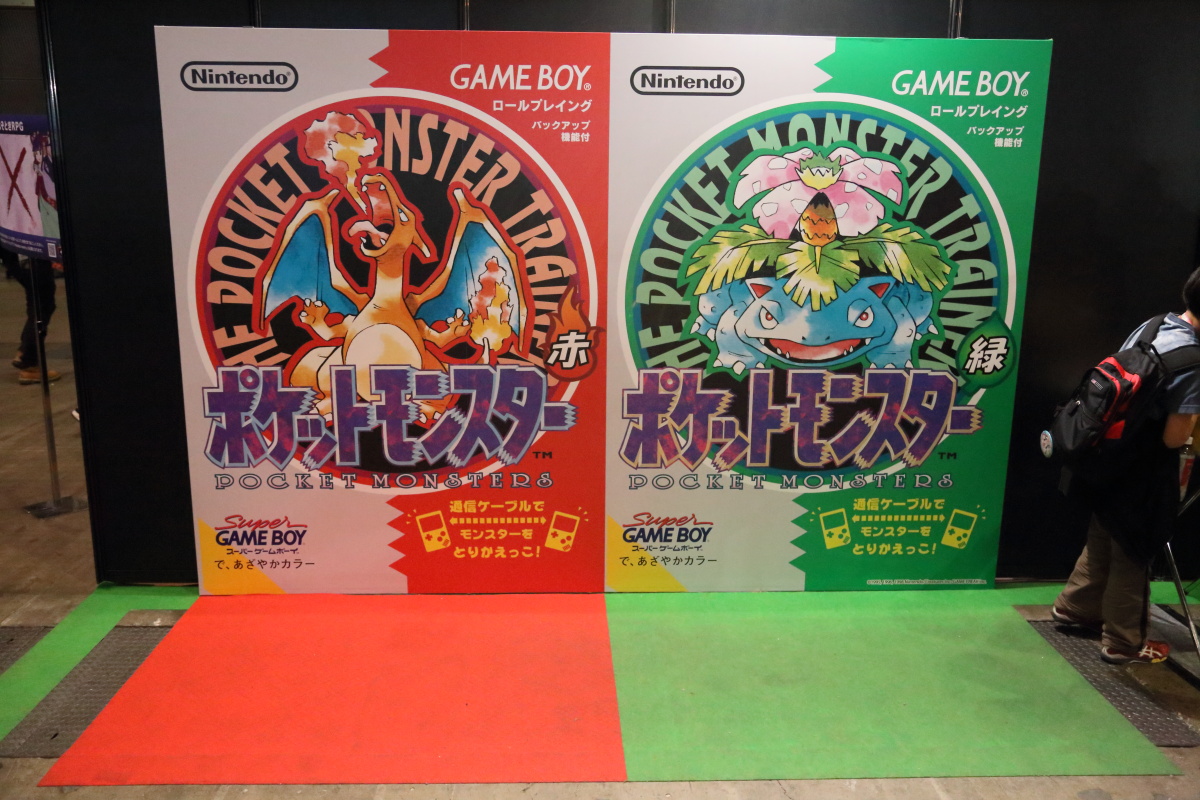 Nintendo®
GAME BOY®
ロールプレイング
バックアップ
機能付
THE POCKET MONSTER TRAINER
赤
ポケットモンスター
TM
POCKET MONSTERS
Super
GAME BOY
スーパーゲームボーイ
で、あざやかカラー
通信ケーブルで
モンスターを
とりかえっこ!
Nintendo®
GAME BOY®
ロールプレイング
バックアップ
機能付
THE POCKET MONSTER TRAINER
緑
ポケットモンスター
TM
POCKET MONSTERS
Super
GAME BOY
スーパーゲームボーイ
で、あざやかカラー
通信ケーブルで
モンスターを
とりかえっこ!